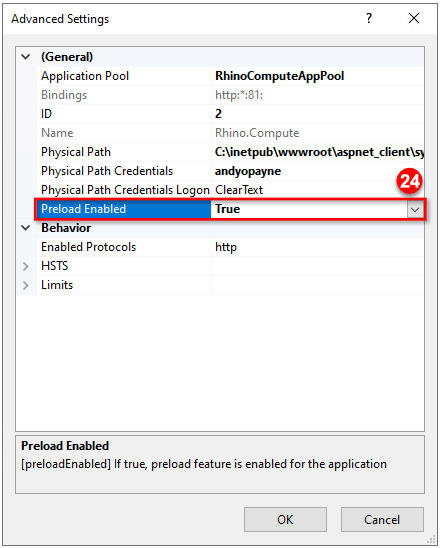 Advanced Settings ? ×
(General)
Application Pool RhinoComputeAppPool
Bindings http:*:81:
ID 2
Name Rhino.Compute
Physical Path C:\inetpub\wwwroot\aspnet_client\sy
Physical Path Credentials andyopayne
24
Physical Path Credentials Logon ClearText
Preload Enabled True
Behavior
Enabled Protocols http
HSTS
Limits
Preload Enabled
[preloadEnabled] If true, preload feature is enabled for the application
OK Cancel